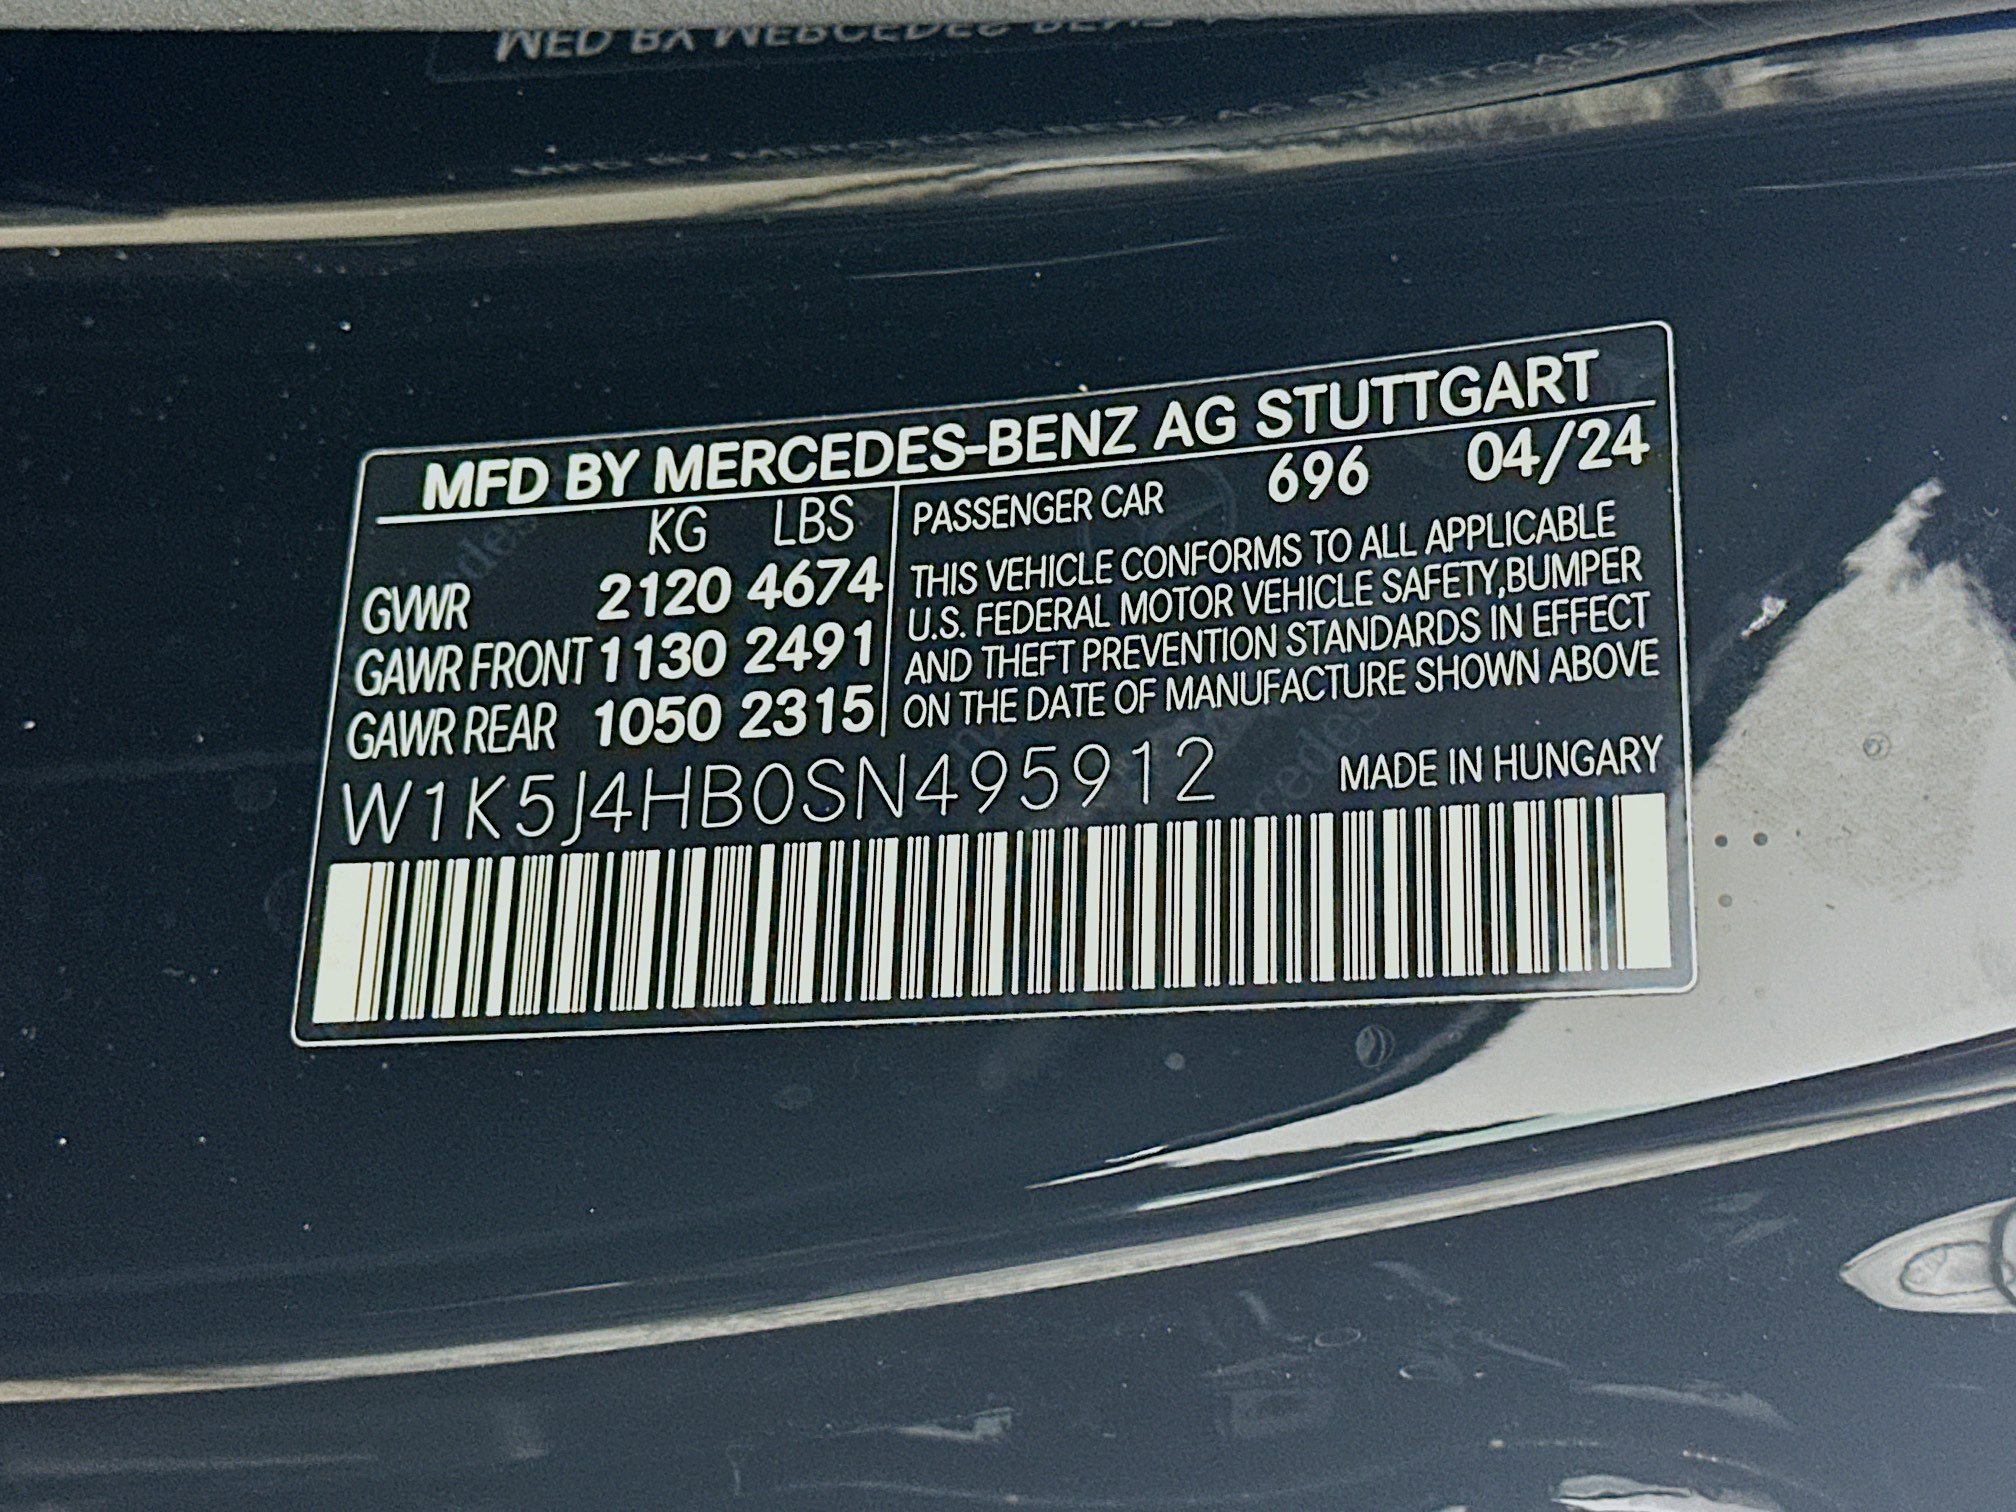 MFD BY MERCEDES-BENZ AG STUTTGART
KG LBS
GVWR 2120 4674
GAWR FRONT 1130 2491
GAWR REAR 1050 2315
PASSENGER CAR 696 04/24
THIS VEHICLE CONFORMS TO ALL APPLICABLE
U.S. FEDERAL MOTOR VEHICLE SAFETY,BUMPER
AND THEFT PREVENTION STANDARDS IN EFFECT
ON THE DATE OF MANUFACTURE SHOWN ABOVE
W1K5J4HB0SN495912
MADE IN HUNGARY